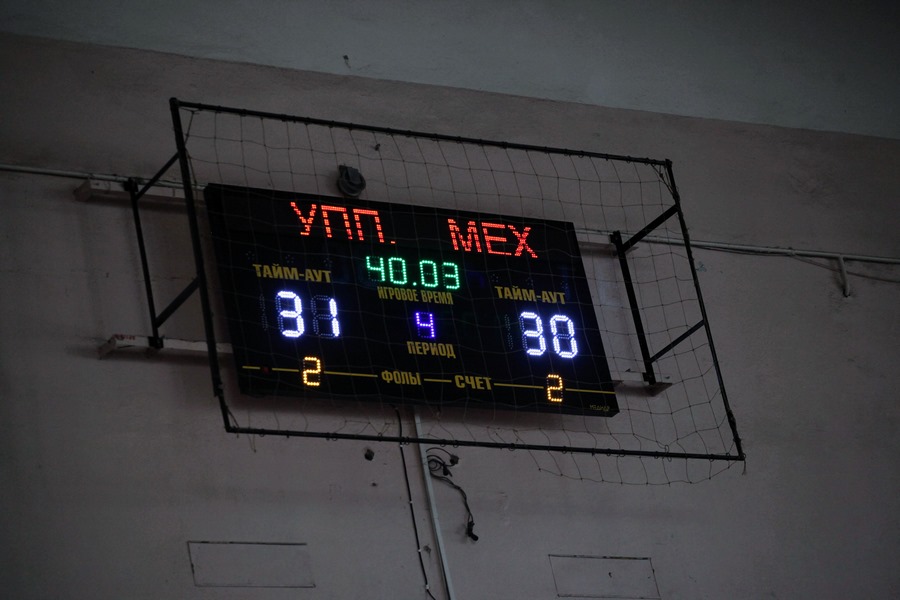 УПП. МЕХ
40.03
ТАЙМ-АУТ ИГРОВОЕ ВРЕМЯ ТАЙМ-АУТ
31 4 30
ПЕРИОД
2 ФОЛЫ СЧЕТ 2